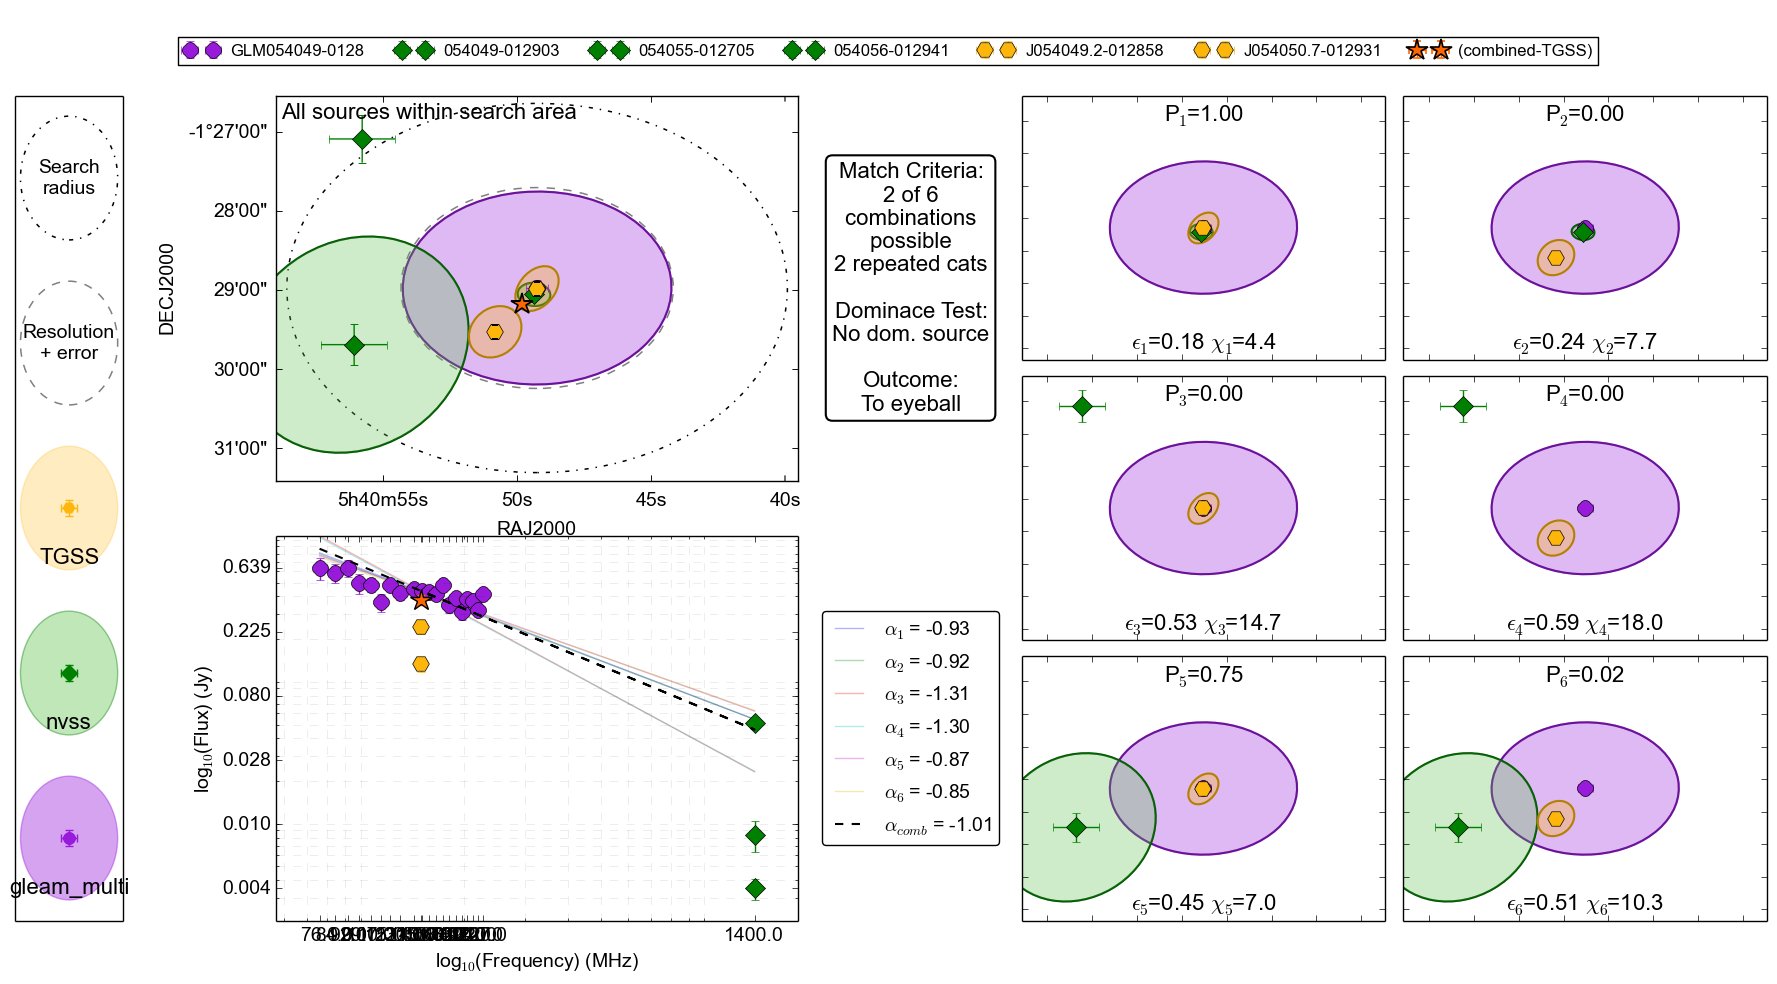 GLM054049-0128 054049-012903 054055-012705 054056-012941 J054049.2-012858 J054050.7-012931 (combined-TGSS)
Search
radius
Resolution
+ error
TGSS
nvss
gleam_multi
All sources within search area
-1°27'00"
28'00"
29'00"
30'00"
31'00"
DECJ2000
5h40m55s 50s 45s 40s
RAJ2000
Match Criteria:
2 of 6
combinations
possible
2 repeated cats
Dominace Test:
No dom. source
Outcome:
To eyeball
0.639
0.225
0.080
0.028
0.010
0.004
log10(Flux) (Jy)
1400.0
log10(Frequency) (MHz)
α1 = -0.93
α2 = -0.92
α3 = -1.31
α4 = -1.30
α5 = -0.87
α6 = -0.85
αcomb = -1.01
P1=1.00
ϵ1=0.18 χ1=4.4
P2=0.00
ϵ2=0.24 χ2=7.7
P3=0.00
ϵ3=0.53 χ3=14.7
P4=0.00
ϵ4=0.59 χ4=18.0
P5=0.75
ϵ5=0.45 χ5=7.0
P6=0.02
ϵ6=0.51 χ6=10.3